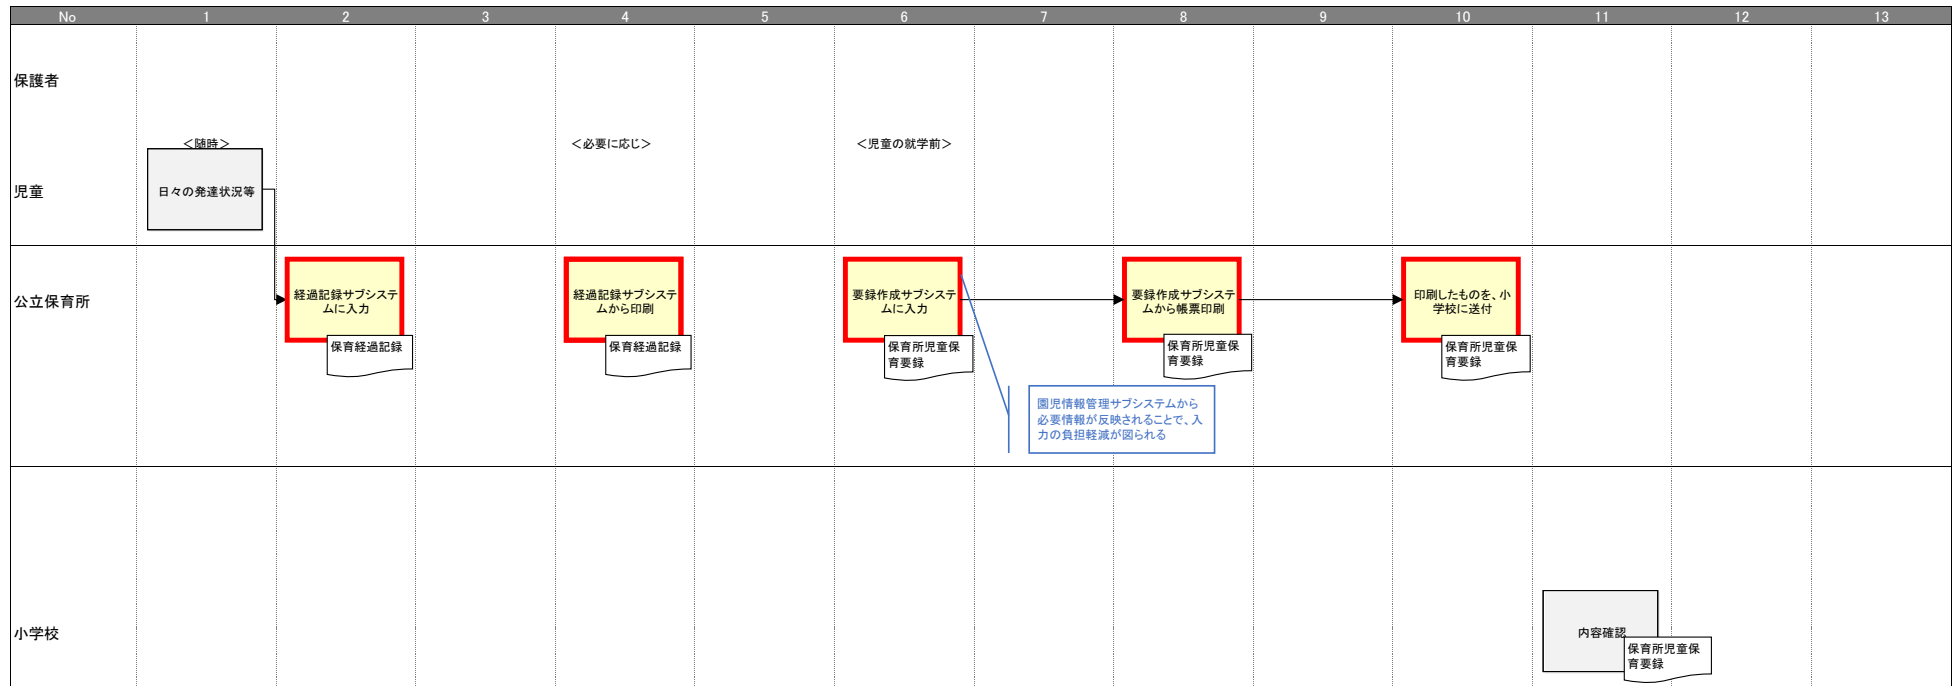 No 1 2 3 4 5 6 7 8 9 10 11 12 13
保護者
＜随時＞
＜必要に応じ＞
＜児童の就学前＞
児童
日々の発達状況等
公立保育所
経過記録サブシステ
ムに入力
保育経過記録
経過記録サブシステ
ムから印刷
保育経過記録
要録作成サブシステ
ムに入力
保育所児童保
育要録
要録作成サブシステ
ムから帳票印刷
保育所児童保
育要録
印刷したものを、小
学校に送付
保育所児童保
育要録
園児情報管理サブシステムから
必要情報が反映されることで、入
力の負担軽減が図られる
小学校
内容確認
保育所児童保
育要録